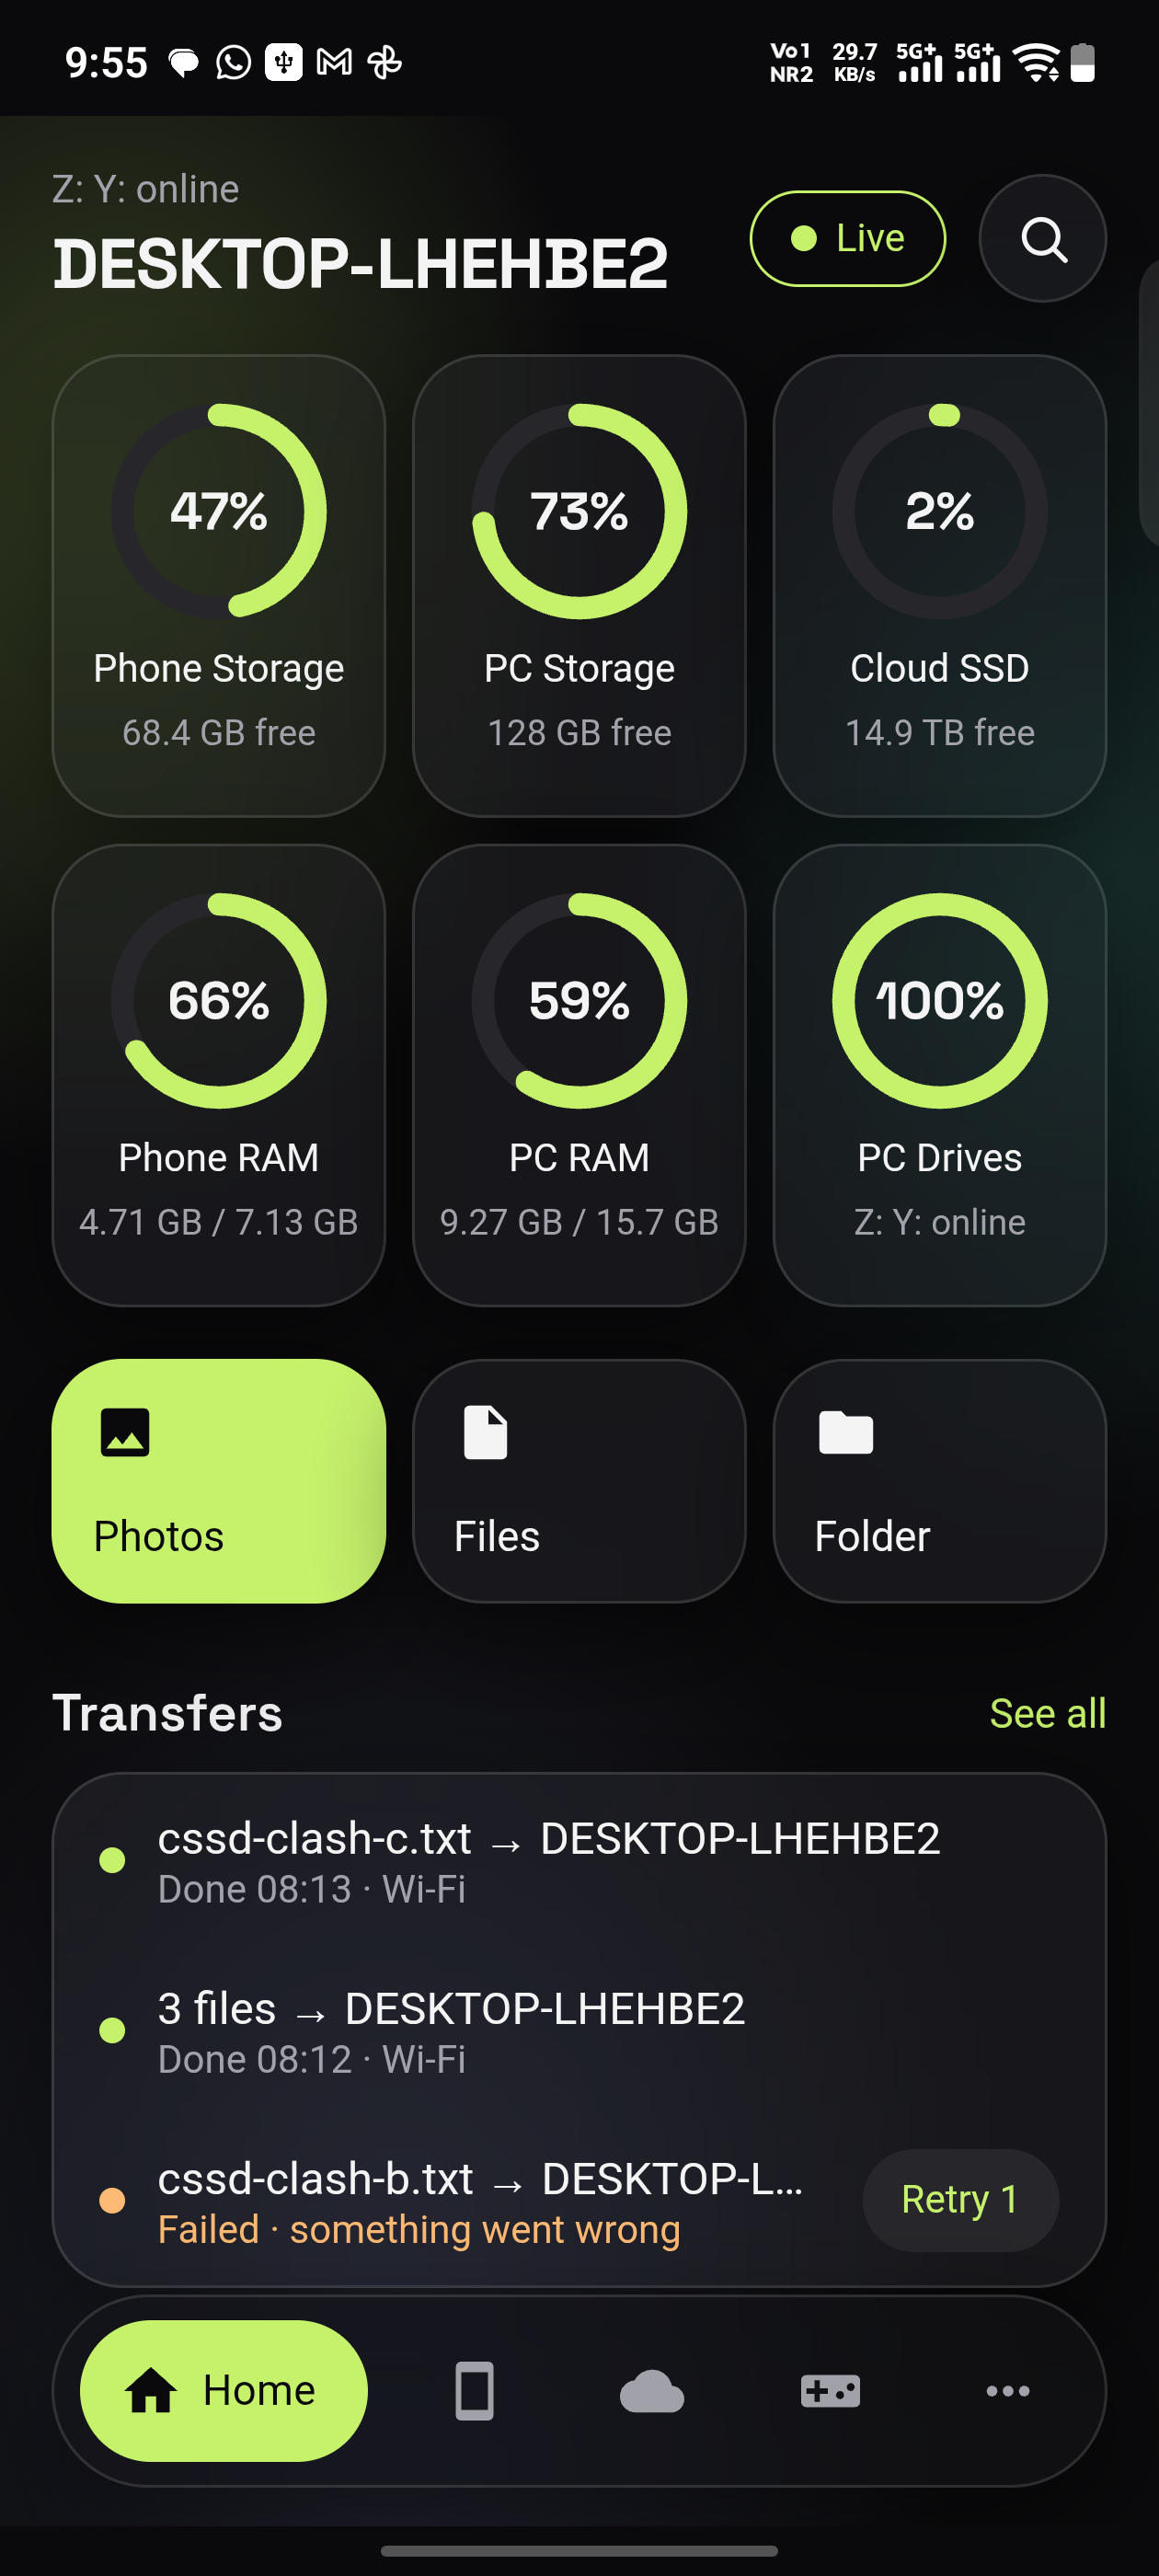 9:55
Vo1 NR2
29.7 KB/s
5G+ 5G+
Z: Y: online
DESKTOP-LHEHBE2
Live
47%
73%
2%
Phone Storage
PC Storage
Cloud SSD
68.4 GB free
128 GB free
14.9 TB free
66%
59%
100%
Phone RAM
PC RAM
PC Drives
4.71 GB / 7.13 GB
9.27 GB / 15.7 GB
Z: Y: online
Photos
Files
Folder
Transfers
See all
cssd-clash-c.txt → DESKTOP-LHEHBE2
Done 08:13 · Wi-Fi
3 files → DESKTOP-LHEHBE2
Done 08:12 · Wi-Fi
cssd-clash-b.txt → DESKTOP-L...
Failed · something went wrong
Retry 1
Home